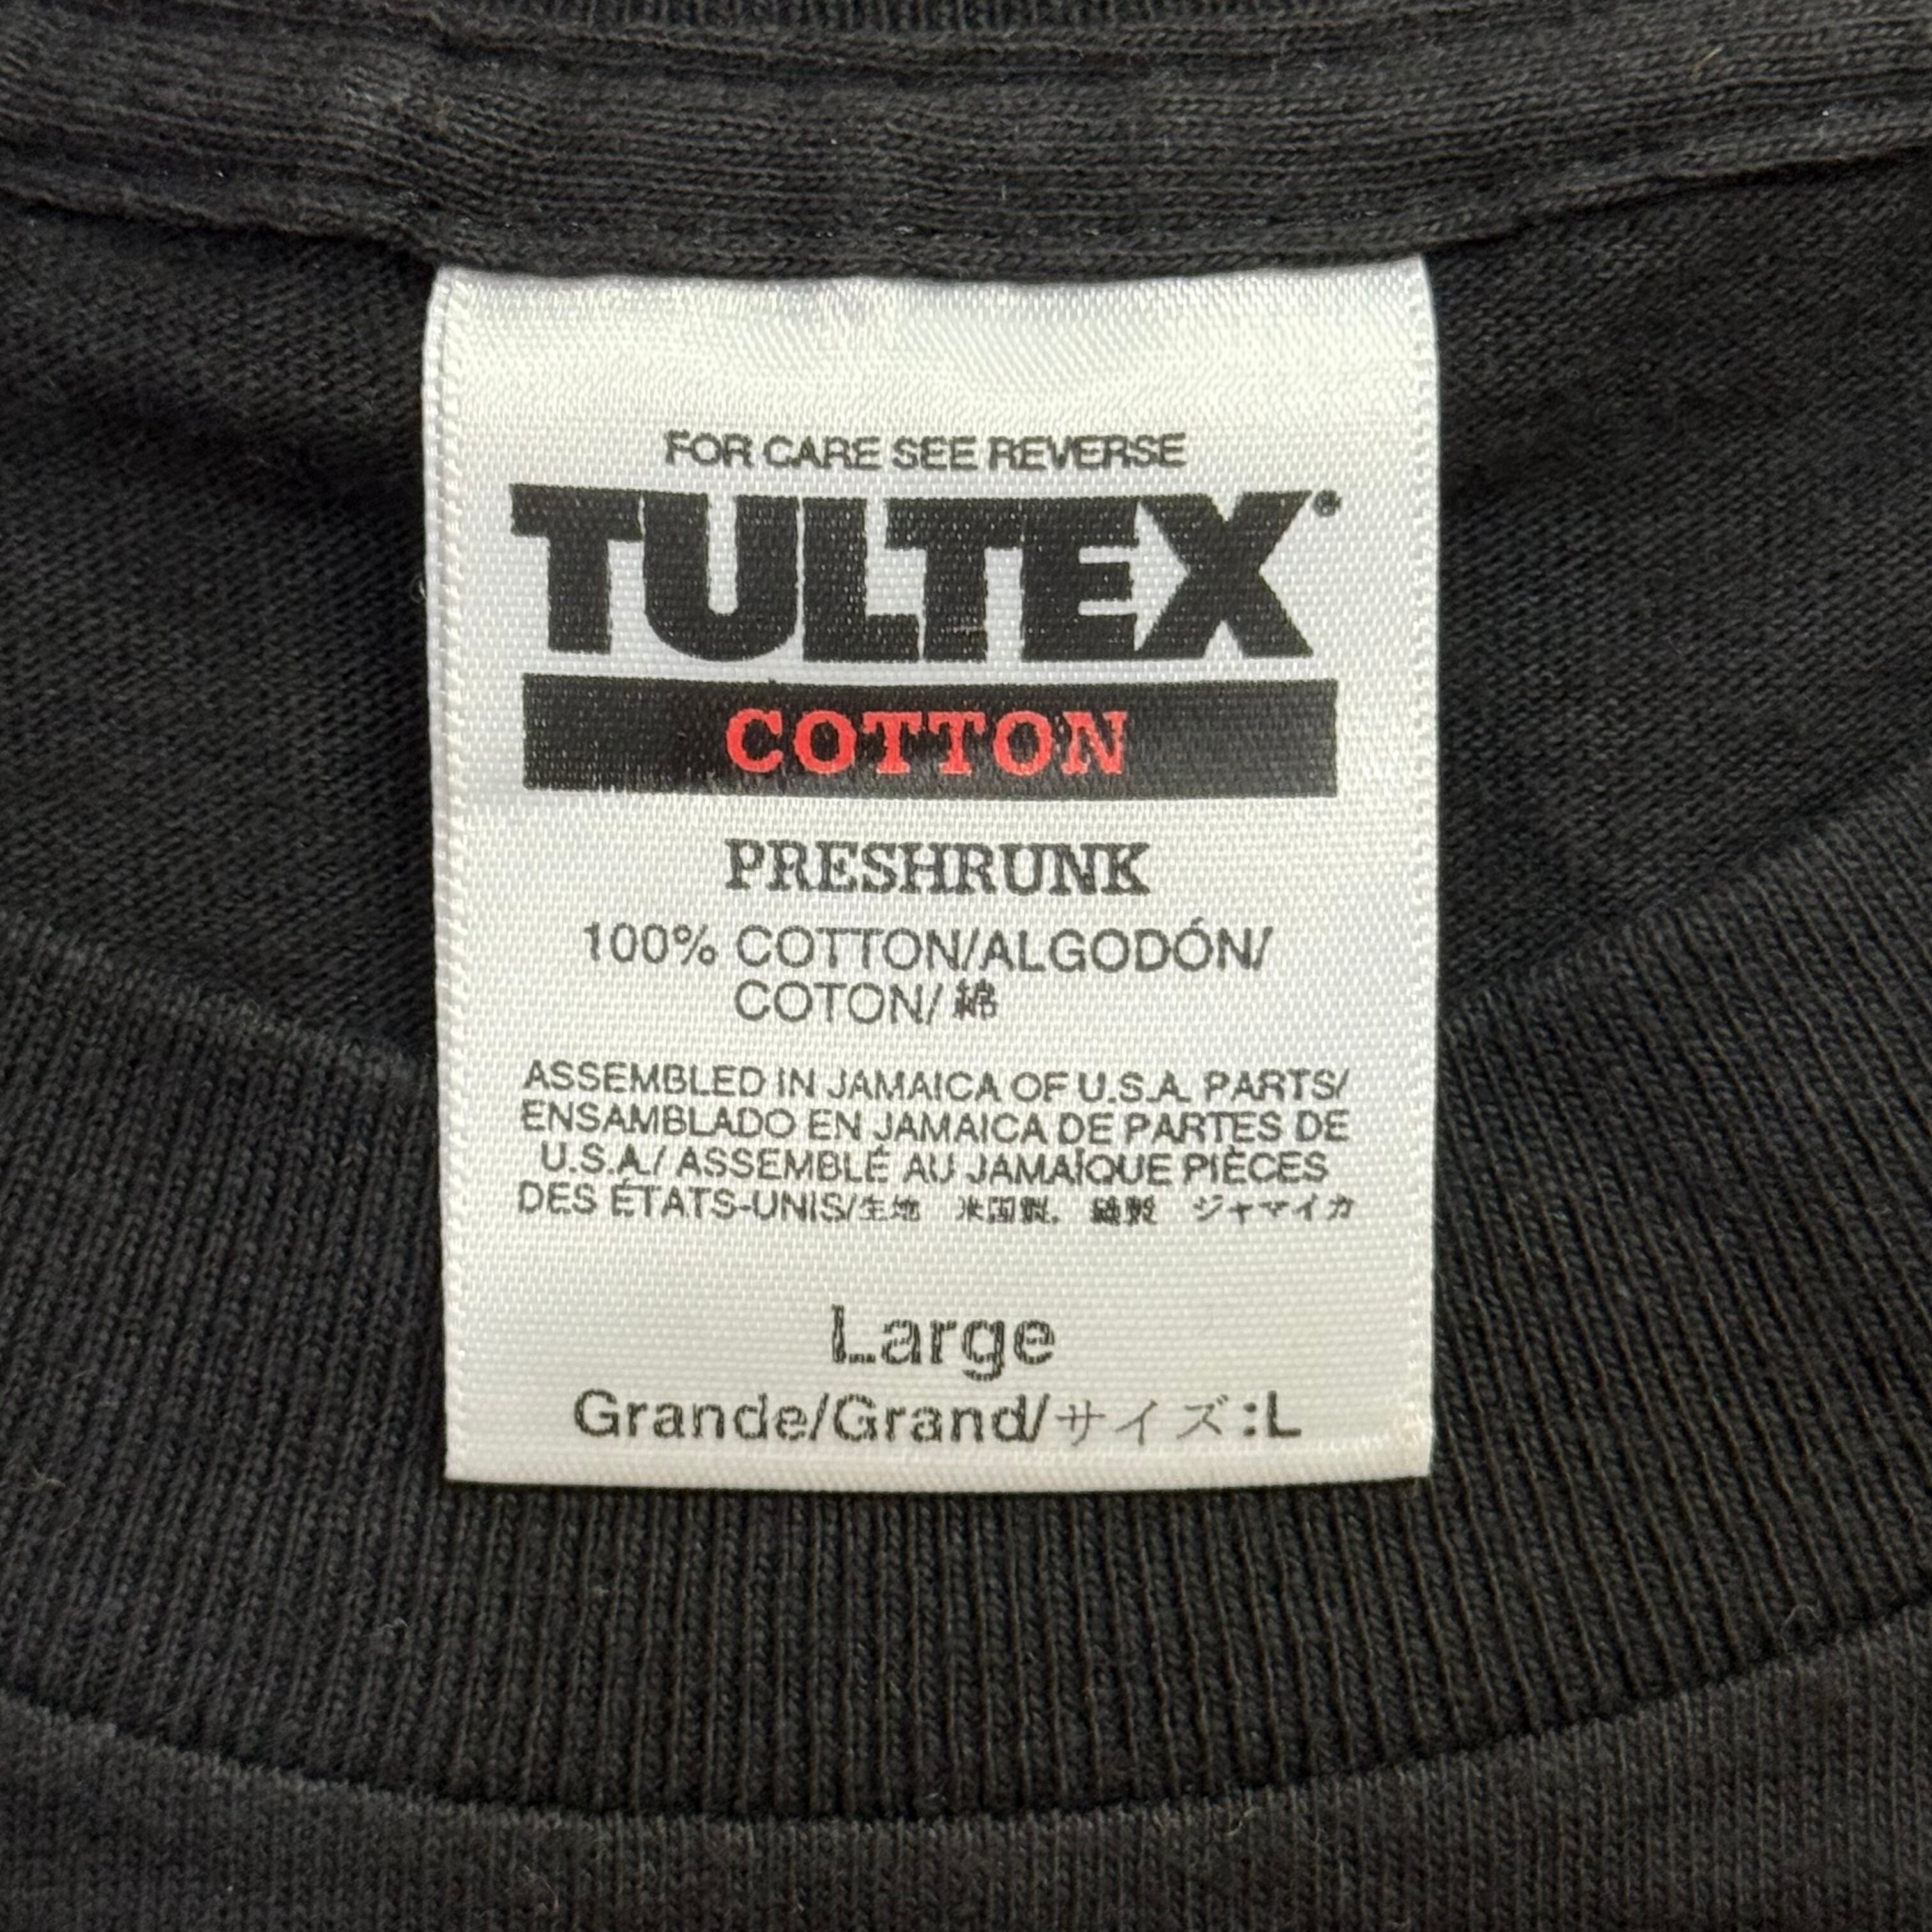 FOR CARE SEE REVERSE
TULTEX®
COTTON
PRESHRUNK
100% COTTON/ALGODÓN/
COTON/綿
ASSEMBLED IN JAMAICA OF U.S.A. PARTS/
ENSAMBLADO EN JAMAICA DE PARTES DE
U.S.A./ ASSEMBLÉ AU JAMAÏQUE PIÈCES
DES ÉTATS-UNIS/生地 米国製. 縫製 ジャマイカ
Large
Grande/Grand/サイズ:L